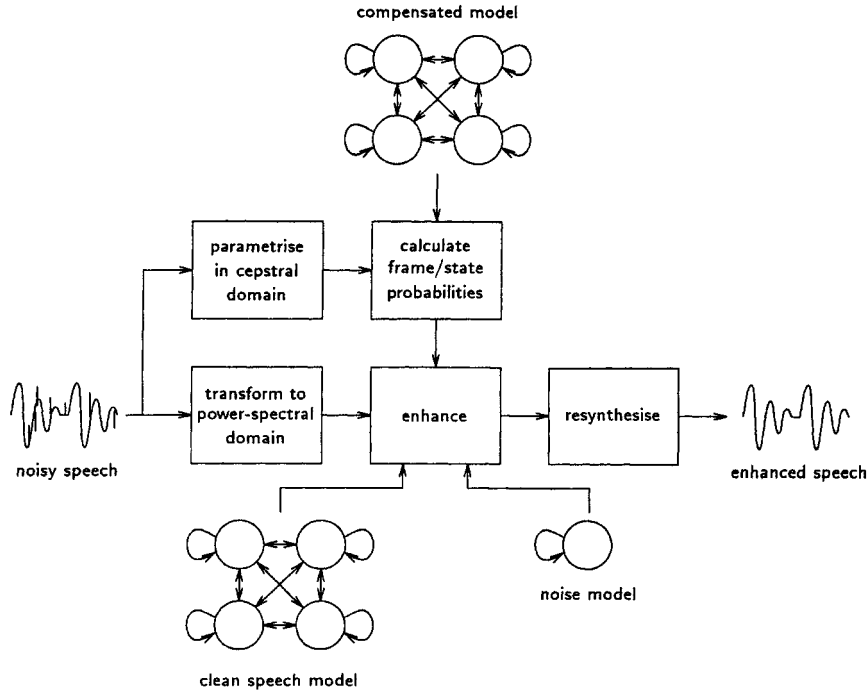 compensated model
parametrise
in cepstral
domain
calculate
frame/state
probabilities
transform to
power-spectral
domain
enhance
resynthesise
noisy speech
enhanced speech
noise model
clean speech model